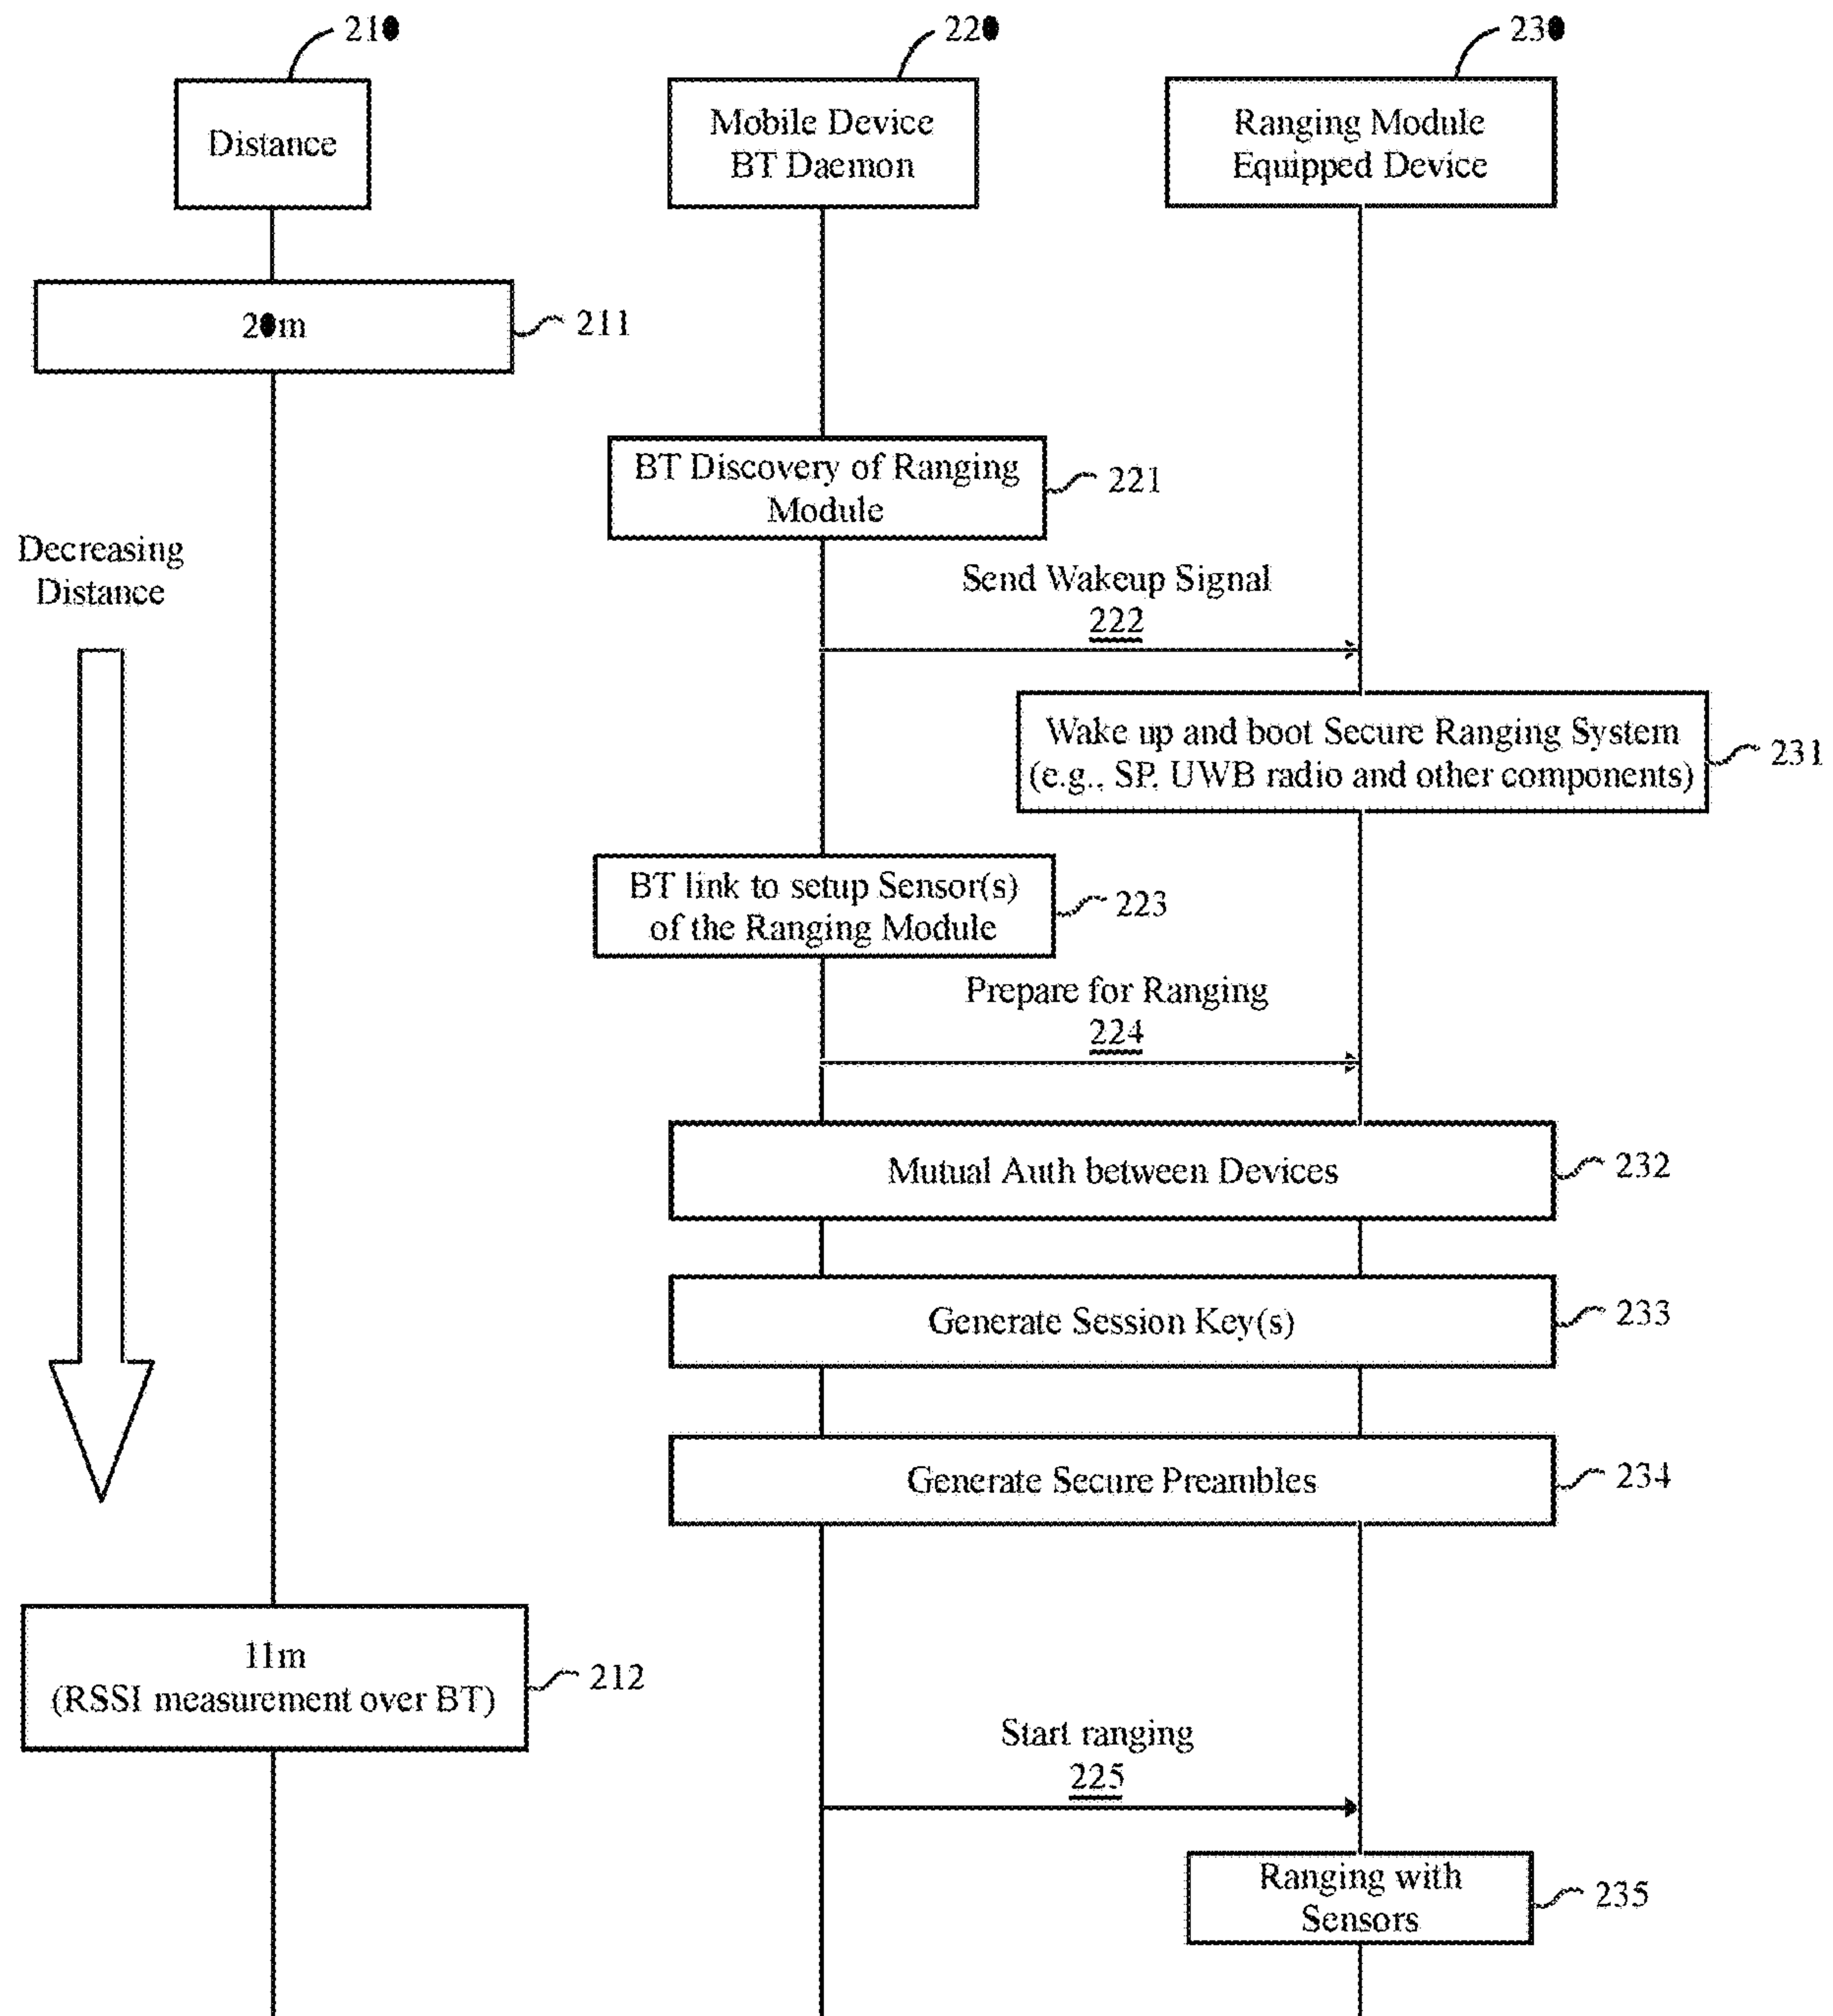 210
220
230
Distance
Mobile Device
BT Daemon
Ranging Module
Equipped Device
20m
211
BT Discovery of Ranging
Module
221
Decreasing
Distance
Send Wakeup Signal
222
Wake up and boot Secure Ranging System
(e.g., SP, UWB radio and other components)
231
BT link to setup Sensor(s)
of the Ranging Module
223
Prepare for Ranging
224
Mutual Auth between Devices
232
Generate Session Key(s)
233
Generate Secure Preambles
234
11m
(RSSI measurement over BT)
212
Start ranging
225
Ranging with
Sensors
235